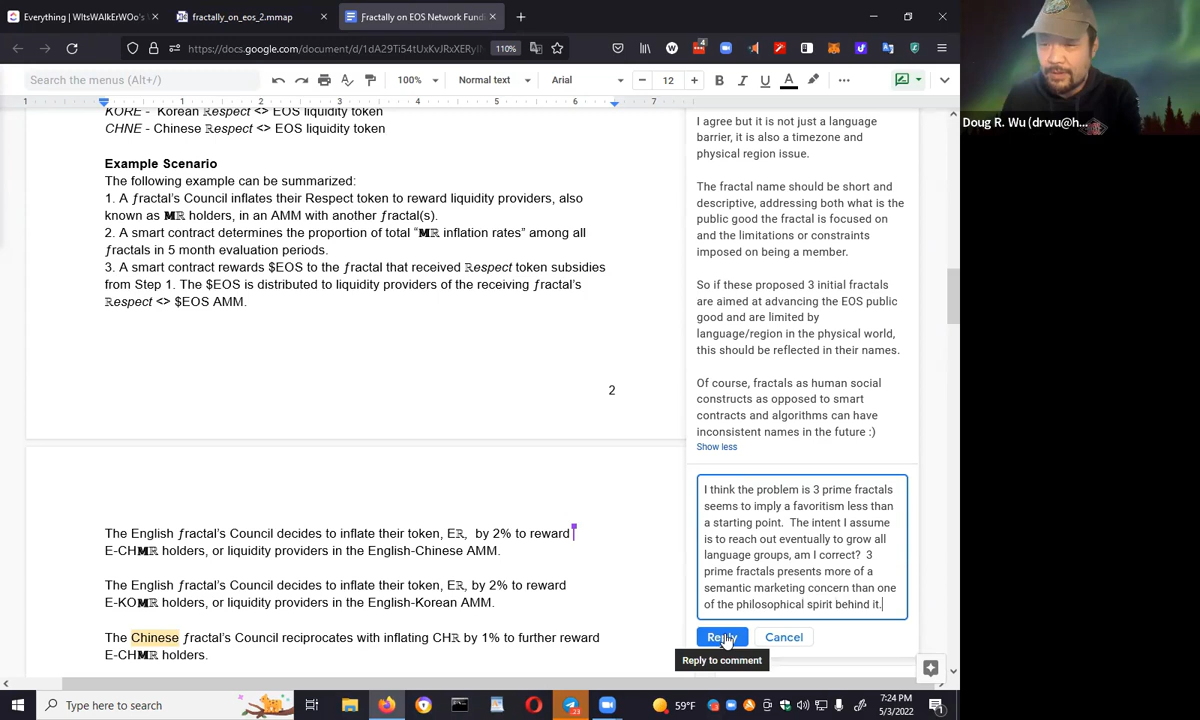 Everything | WItsWAlkErWOo's
fractally_on_eos_2.mmap
ƒractally on EOS Network Fundi
https://docs.google.com/document/d/1dA29Ti54tUxKvJRxXERyI
110%
4
Search the menus (Alt+/)
100%
Normal text
Arial
12
B I U A
1 1 2 3 4 5 6 7
KORE - Korean ℝespect <> EOS liquidity token
CHNE - Chinese ℝespect <> EOS liquidity token
Example Scenario
The following example can be summarized:
1. A ƒractal's Council inflates their Respect token to reward liquidity providers, also
known as 𝐌ℝ holders, in an AMM with another ƒractal(s).
2. A smart contract determines the proportion of total “𝐌ℝ inflation rates” among all
ƒractals in 5 month evaluation periods.
3. A smart contract rewards $EOS to the ƒractal that received ℝespect token subsidies
from Step 1. The $EOS is distributed to liquidity providers of the receiving ƒractal's
ℝespect <> $EOS AMM.
2
The English ƒractal's Council decides to inflate their token, Eℝ, by 2% to reward
E-CH𝐌ℝ holders, or liquidity providers in the English-Chinese AMM.
The English ƒractal's Council decides to inflate their token, Eℝ, by 2% to reward
E-KO𝐌ℝ holders, or liquidity providers in the English-Korean AMM.
The Chinese ƒractal's Council reciprocates with inflating CHℝ by 1% to further reward
E-CH𝐌ℝ holders.
I agree but it is not just a language
barrier, it is also a timezone and
physical region issue.
The fractal name should be short and
descriptive, addressing both what is the
public good the fractal is focused on
and the limitations or constraints
imposed on being a member.
So if these proposed 3 initial fractals
are aimed at advancing the EOS public
good and are limited by
language/region in the physical world,
this should be reflected in their names.
Of course, fractals as human social
constructs as opposed to smart
contracts and algorithms can have
inconsistent names in the future :)
Show less
I think the problem is 3 prime fractals
seems to imply a favoritism less than
a starting point.  The intent I assume
is to reach out eventually to grow all
language groups, am I correct?  3
prime fractals presents more of a
semantic marketing concern than one
of the philosophical spirit behind it.
Reply
Cancel
Reply to comment
Doug R. Wu (drwu@h...
Type here to search
23
59°F
7:24 PM
5/3/2022
1